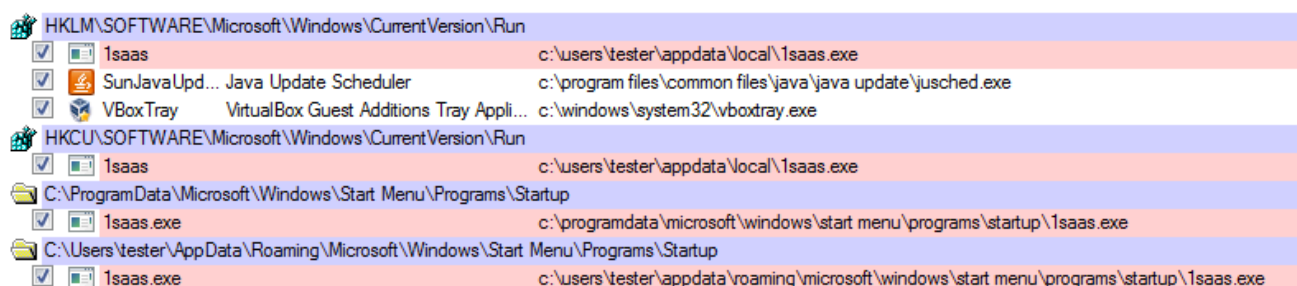 HKLM\SOFTWARE\Microsoft\Windows\CurrentVersion\Run
1saas c:\users\tester\appdata\local\1saas.exe
SunJavaUpd... Java Update Scheduler c:\program files\common files\java\java update\jusched.exe
VBoxTray VirtualBox Guest Additions Tray Appli... c:\windows\system32\vboxtray.exe
HKCU\SOFTWARE\Microsoft\Windows\CurrentVersion\Run
1saas c:\users\tester\appdata\local\1saas.exe
C:\ProgramData\Microsoft\Windows\Start Menu\Programs\Startup
1saas.exe c:\programdata\microsoft\windows\start menu\programs\startup\1saas.exe
C:\Users\tester\AppData\Roaming\Microsoft\Windows\Start Menu\Programs\Startup
1saas.exe c:\users\tester\appdata\roaming\microsoft\windows\start menu\programs\startup\1saas.exe